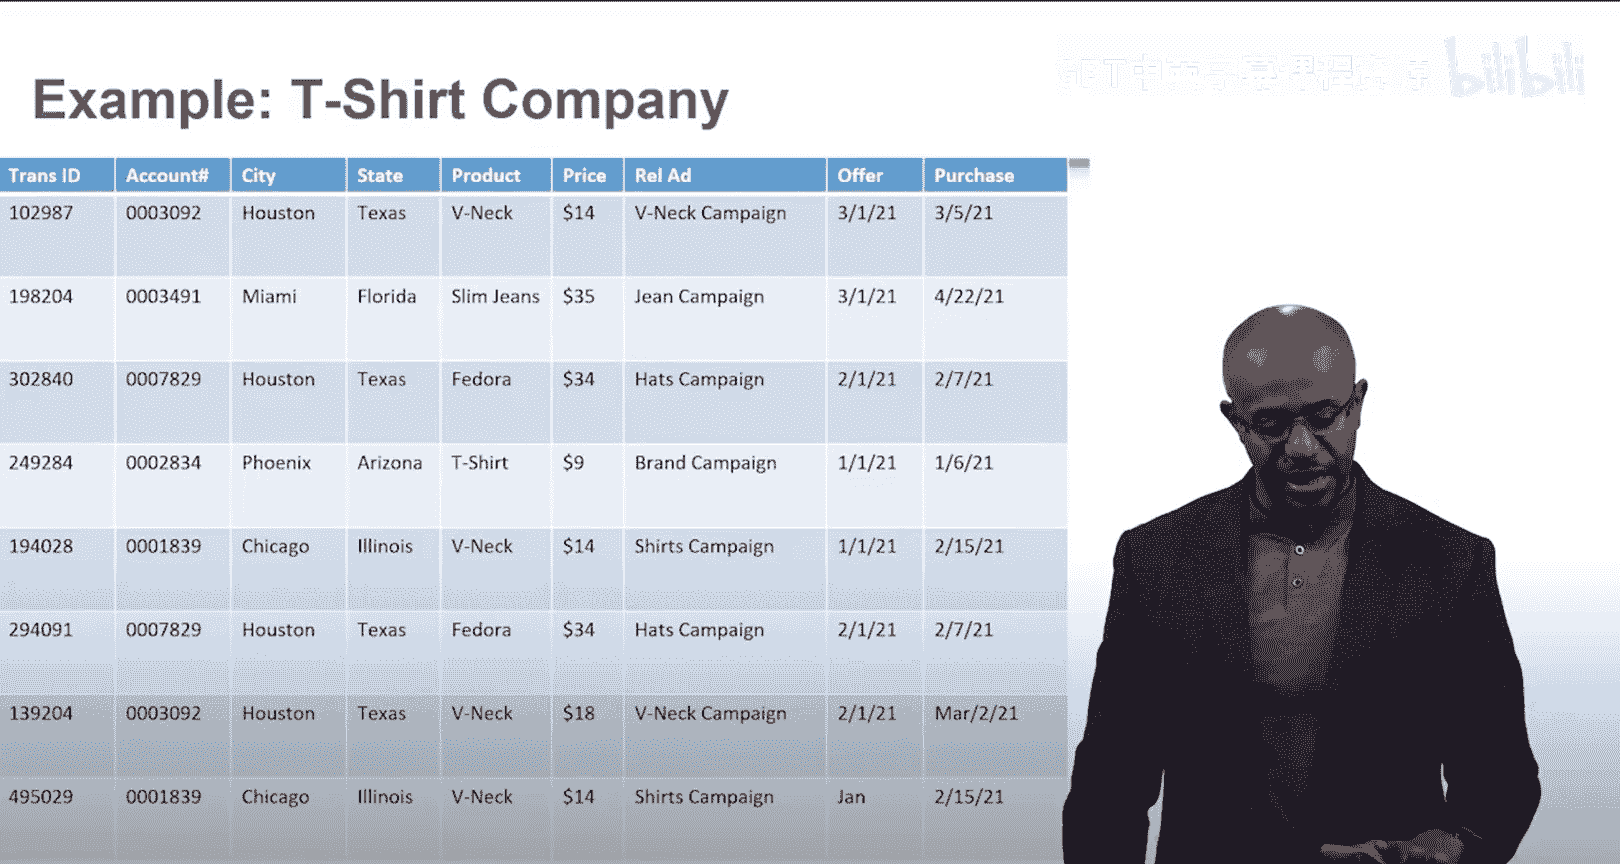 Example: T-Shirt Company
bilibili
Trans ID Account# City State Product Price Rel Ad Offer Purchase
102987 0003092 Houston Texas V-Neck $14 V-Neck Campaign 3/1/21 3/5/21
198204 0003491 Miami Florida Slim Jeans $35 Jean Campaign 3/1/21 4/22/21
302840 0007829 Houston Texas Fedora $34 Hats Campaign 2/1/21 2/7/21
249284 0002834 Phoenix Arizona T-Shirt $9 Brand Campaign 1/1/21 1/6/21
194028 0001839 Chicago Illinois V-Neck $14 Shirts Campaign 1/1/21 2/15/21
294091 0007829 Houston Texas Fedora $34 Hats Campaign 2/1/21 2/7/21
139204 0003092 Houston Texas V-Neck $18 V-Neck Campaign 2/1/21 Mar/2/21
495029 0001839 Chicago Illinois V-Neck $14 Shirts Campaign Jan 2/15/21